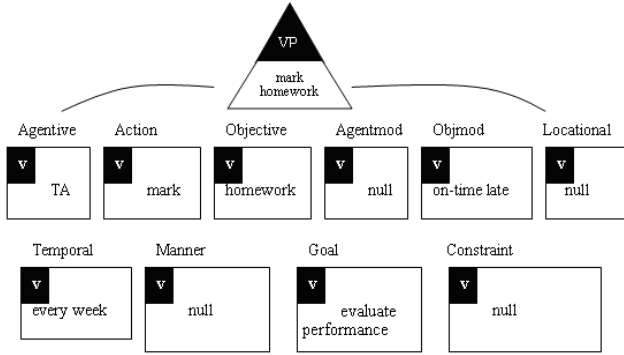 VP
mark
homework
Agentive Action Objective Agentmod Objmod Locational
V V V V V V
TA mark homework null on-time late null
Temporal Manner Goal Constraint
V V V V
every week null evaluate
performance null